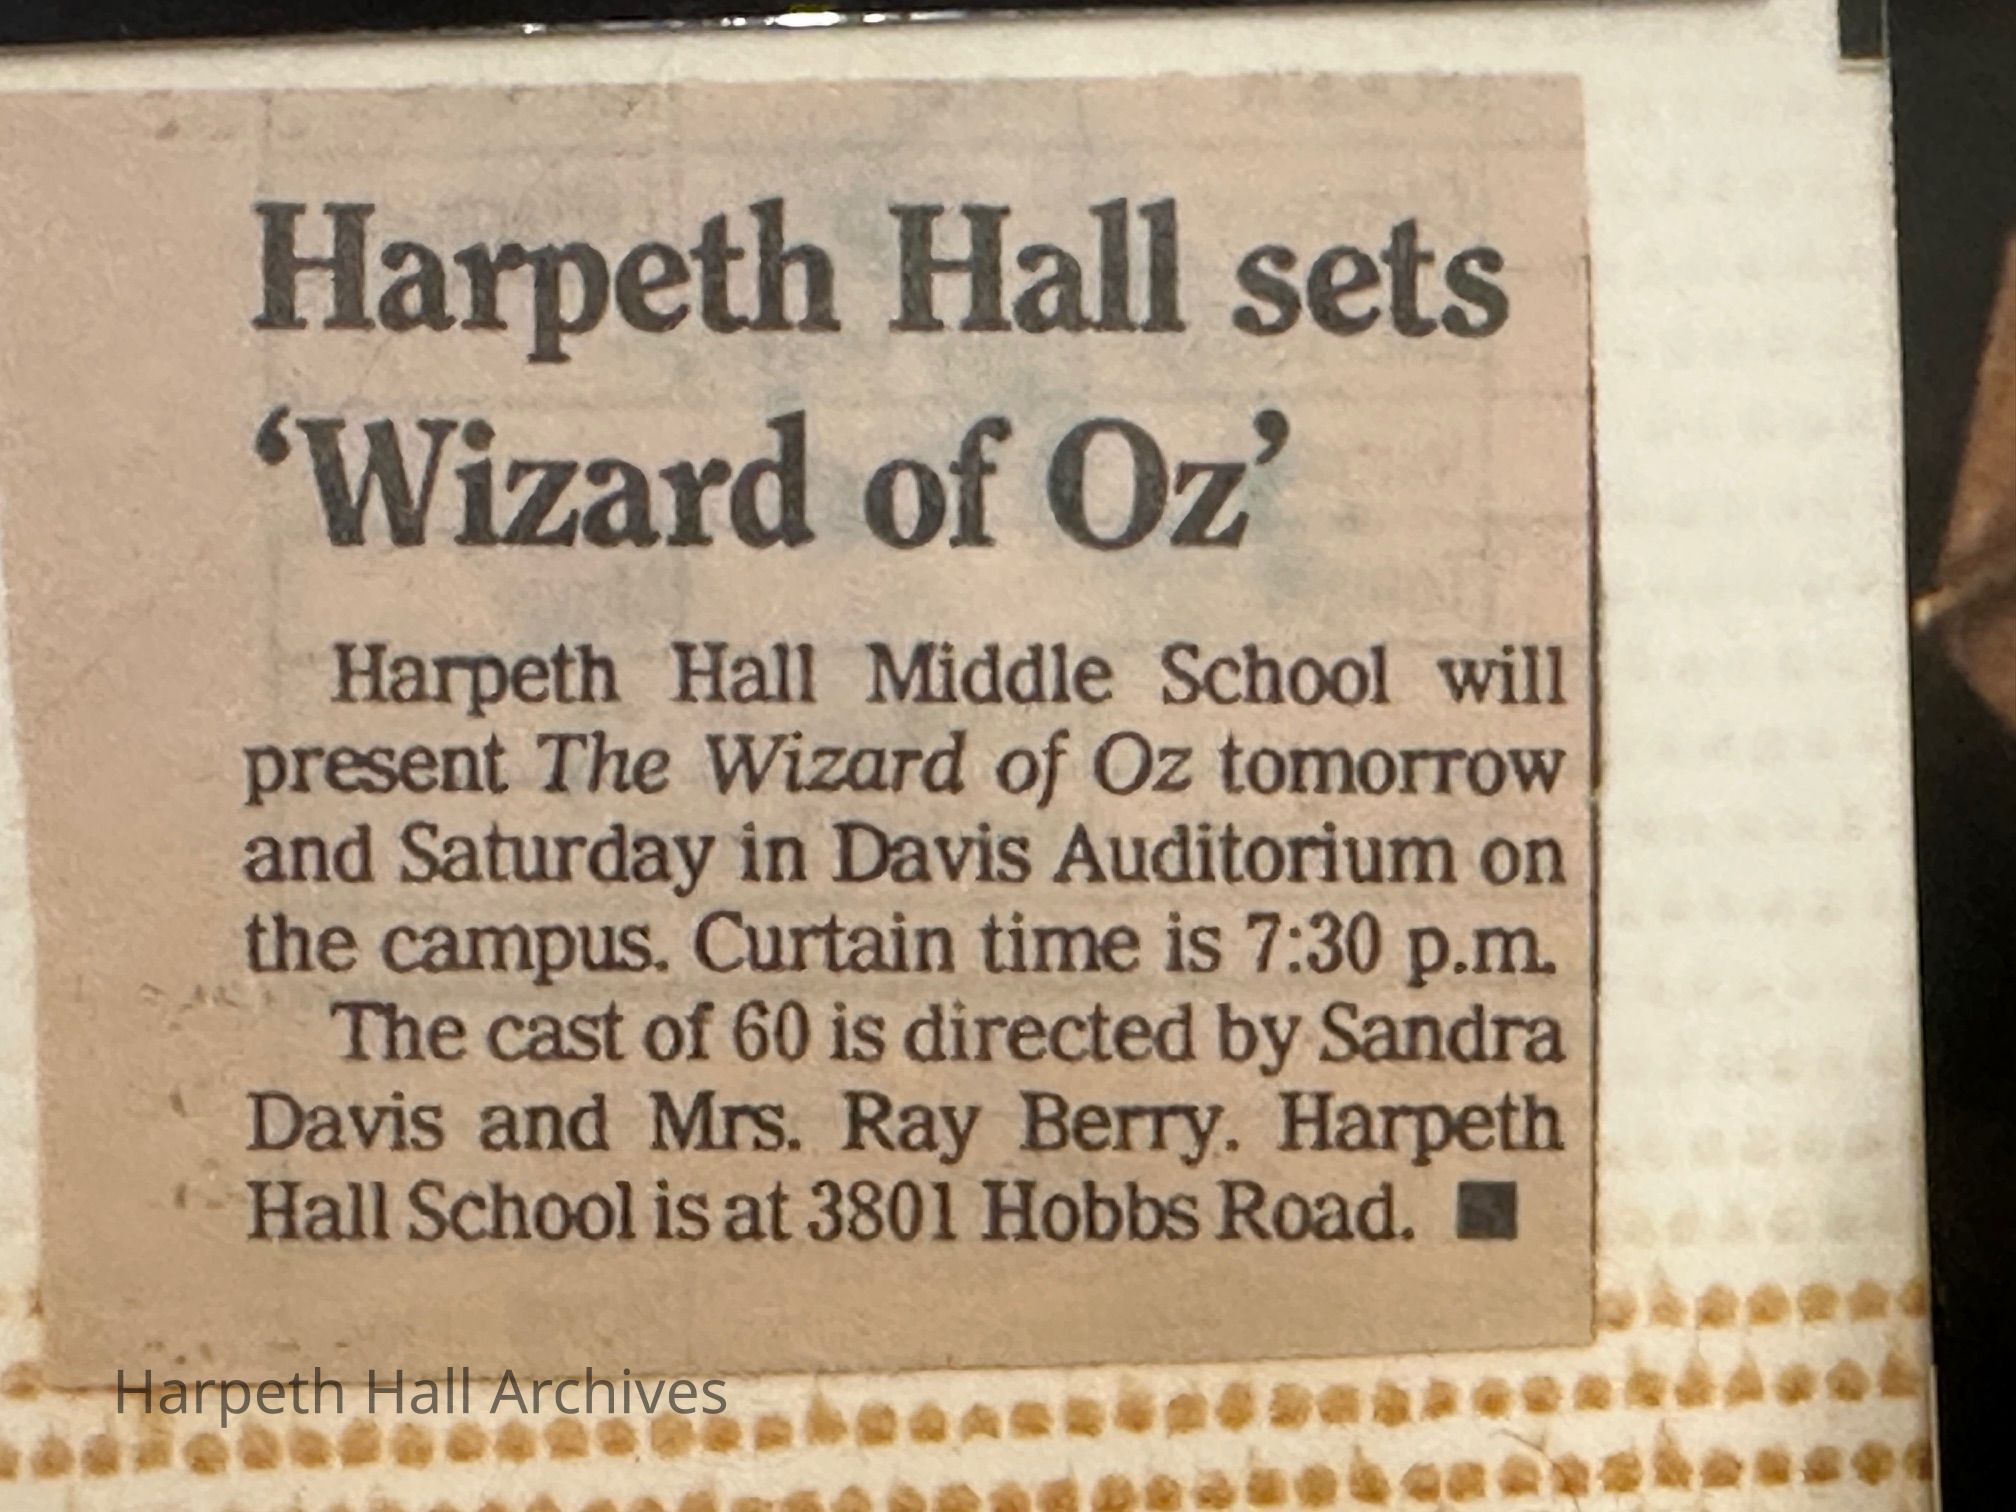 Harpeth Hall sets
‘Wizard of Oz’
Harpeth Hall Middle School will
present The Wizard of Oz tomorrow
and Saturday in Davis Auditorium on
the campus. Curtain time is 7:30 p.m.
The cast of 60 is directed by Sandra
Davis and Mrs. Ray Berry. Harpeth
Hall School is at 3801 Hobbs Road. ■
Harpeth Hall Archives